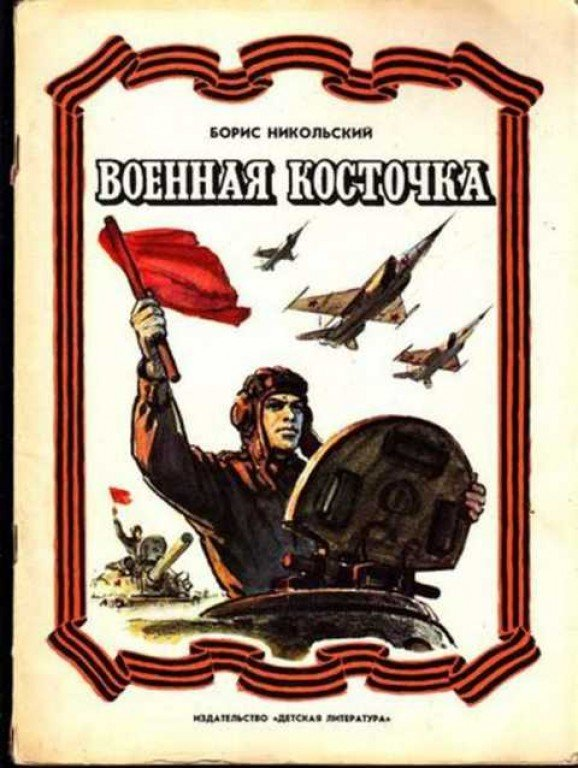 БОРИС НИКОЛЬСКИЙ
ВОЕННАЯ КОСТОЧКА
ИЗДАТЕЛЬСТВО «ДЕТСКАЯ ЛИТЕРАТУРА»